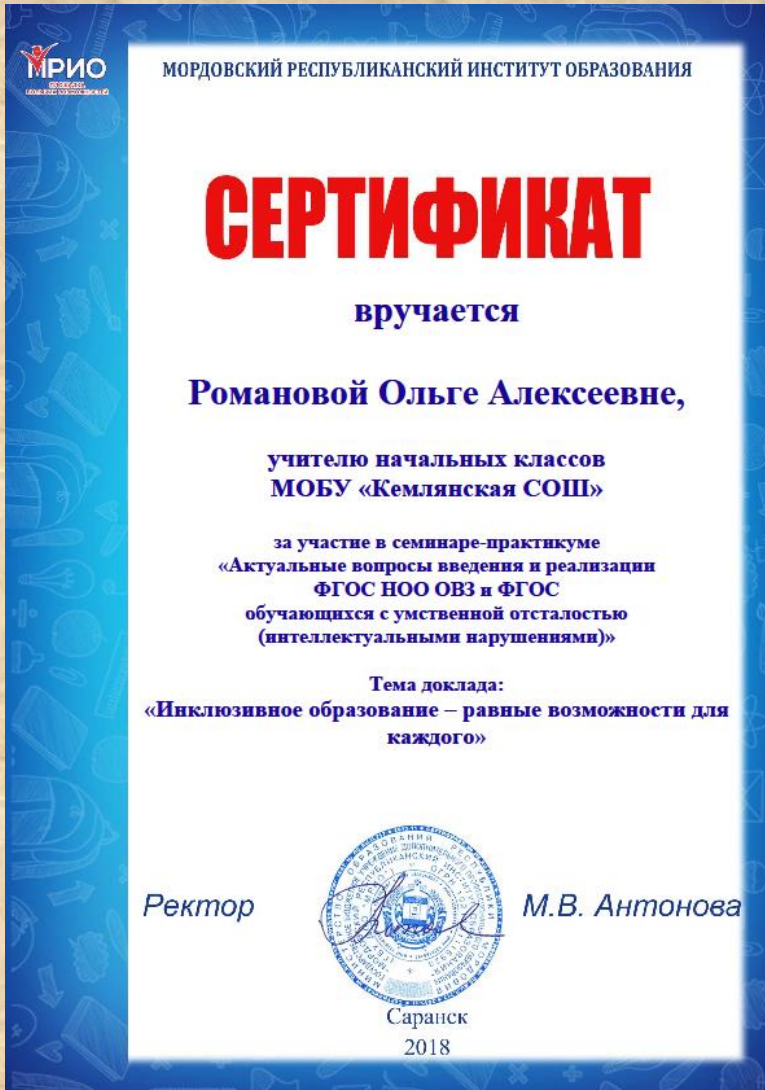 МРИО
МОРДОВСКИЙ РЕСПУБЛИКАНСКИЙ ИНСТИТУТ ОБРАЗОВАНИЯ
СЕРТИФИКАТ
вручается
Романовой Ольге Алексеевне,
учителю начальных классов
МОБУ «Кемлянская СОШ»
за участие в семинаре-практикуме
«Актуальные вопросы введения и реализации
ФГОС НОО ОВЗ и ФГОС
обучающихся с умственной отсталостью
(интеллектуальными нарушениями)»
Тема доклада:
«Инклюзивное образование – равные возможности для
каждого»
Ректор
М.В. Антонова
Саранск
2018